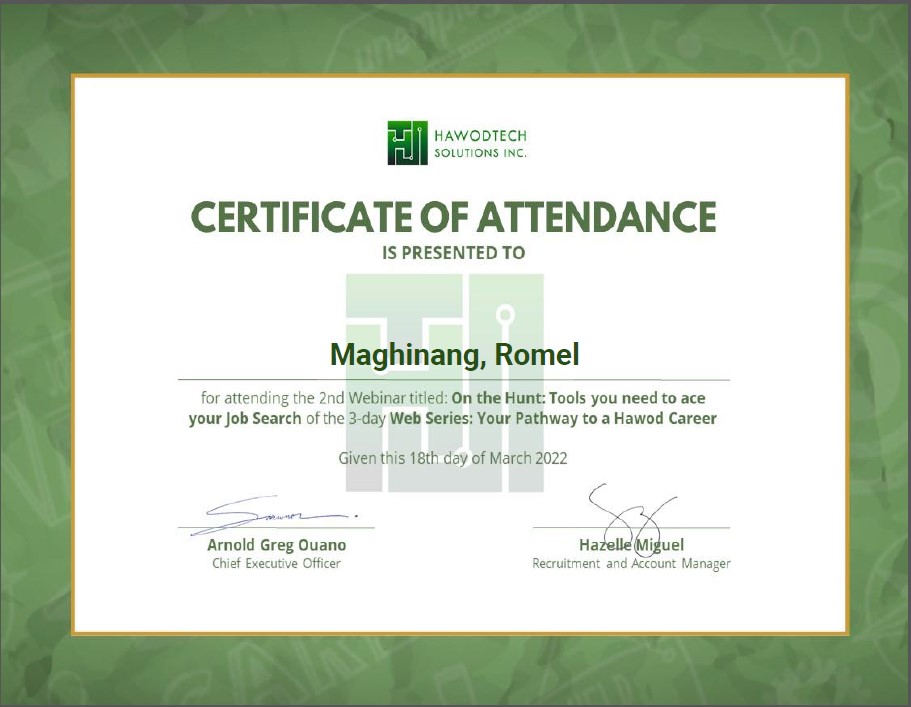 HAWODTECH
SOLUTIONS INC.
CERTIFICATE OF ATTENDANCE
IS PRESENTED TO
Maghinang, Romel
for attending the 2nd Webinar titled: On the Hunt: Tools you need to ace
your Job Search of the 3-day Web Series: Your Pathway to a Hawod Career
Given this 18th day of March 2022
Arnold Greg Ouano
Chief Executive Officer
Hazelle Miguel
Recruitment and Account Manager